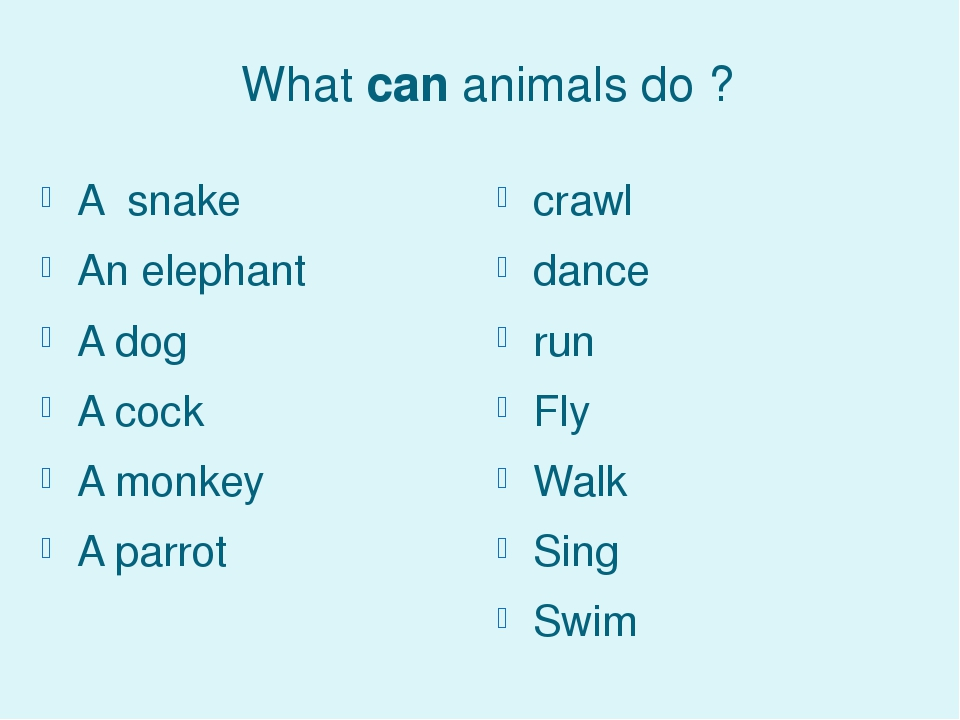 What can animals do ?
A snake
An elephant
A dog
A cock
A monkey
A parrot
crawl
dance
run
Fly
Walk
Sing
Swim